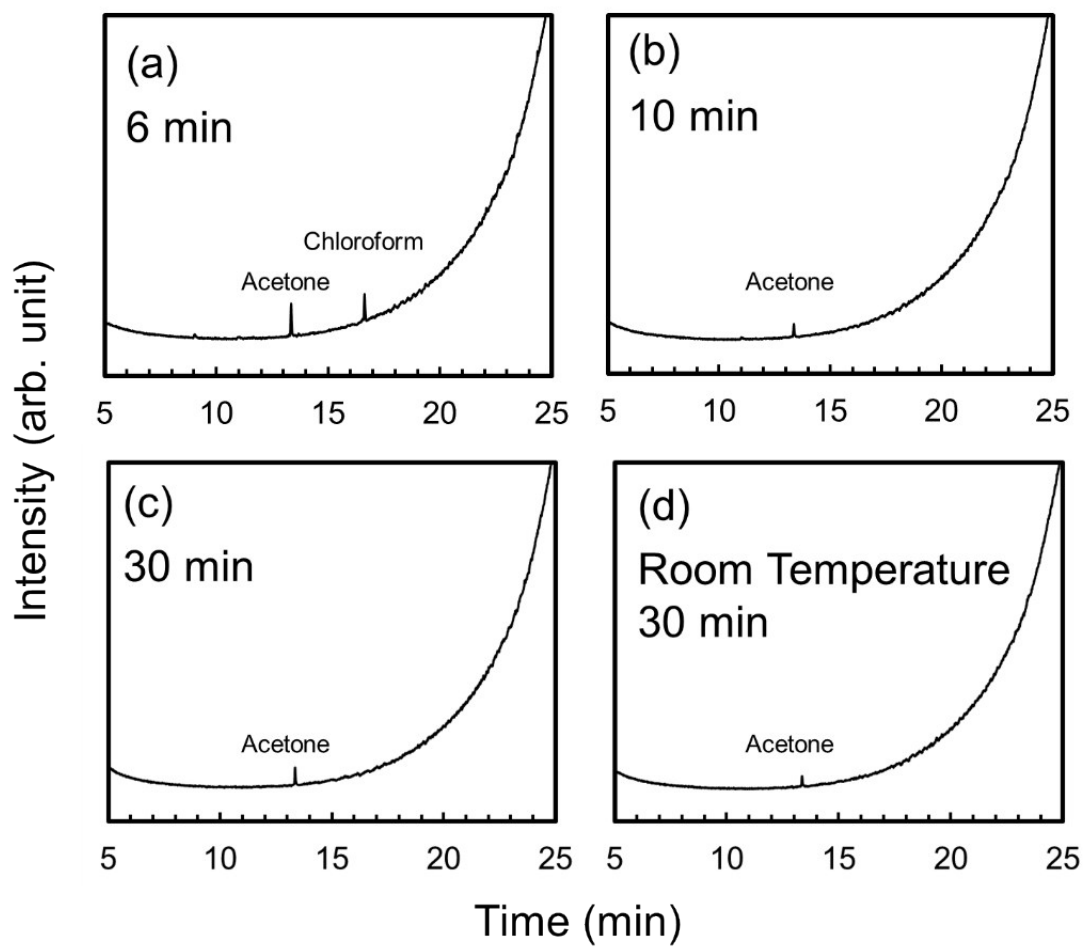 Intensity (arb. unit)
(a)
6 min
Chloroform
Acetone
5 10 15 20 25
(b)
10 min
Acetone
5 10 15 20 25
(c)
30 min
Acetone
5 10 15 20 25
(d)
Room Temperature
30 min
Acetone
5 10 15 20 25
Time (min)